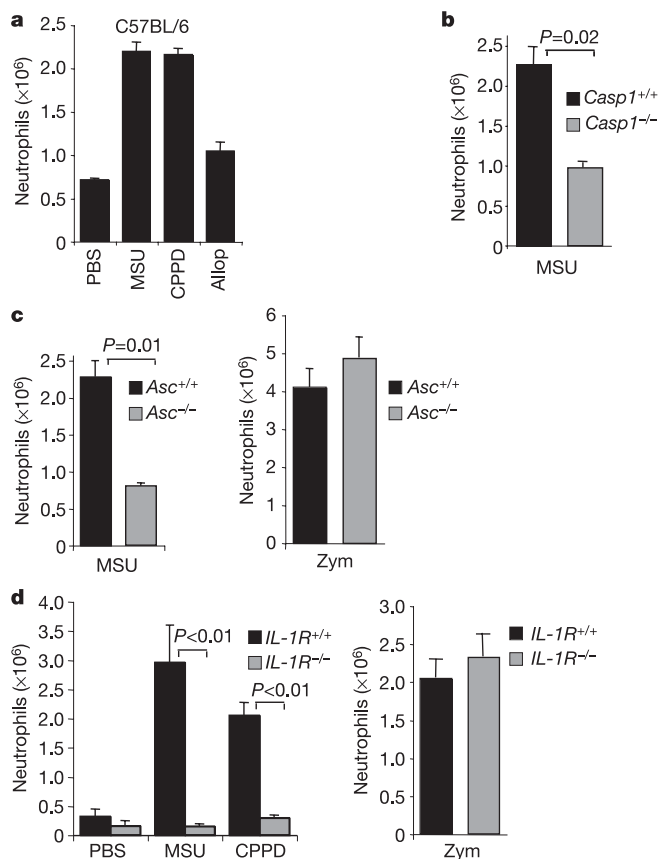 a
C57BL/6
Neutrophils (×10⁶)
2.5
2.0
1.5
1.0
0.5
0
PBS
MSU
CPPD
Allop
b
P=0.02
Neutrophils (×10⁶)
2.5
2.0
1.5
1.0
0.5
0
Casp1+/+
Casp1–/–
MSU
c
P=0.01
Neutrophils (×10⁶)
2.5
2.0
1.5
1.0
0.5
0
Asc+/+
Asc–/–
MSU
Neutrophils (×10⁶)
6
5
4
3
2
1
0
Asc+/+
Asc–/–
Zym
d
Neutrophils (×10⁶)
4.0
3.5
3.0
2.5
2.0
1.5
1.0
0.5
0
P<0.01
P<0.01
IL-1R+/+
IL-1R–/–
PBS MSU CPPD
Neutrophils (×10⁶)
3.0
2.5
2.0
1.5
1.0
0.5
0
IL-1R+/+
IL-1R–/–
Zym